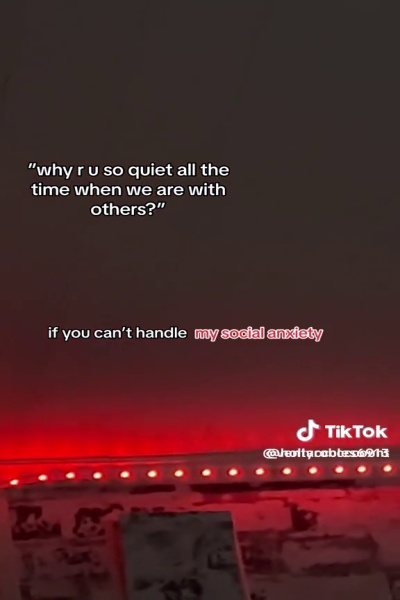 "why r u so quiet all the
time when we are with
others?"
if you can't handle my social anxiety
TikTok